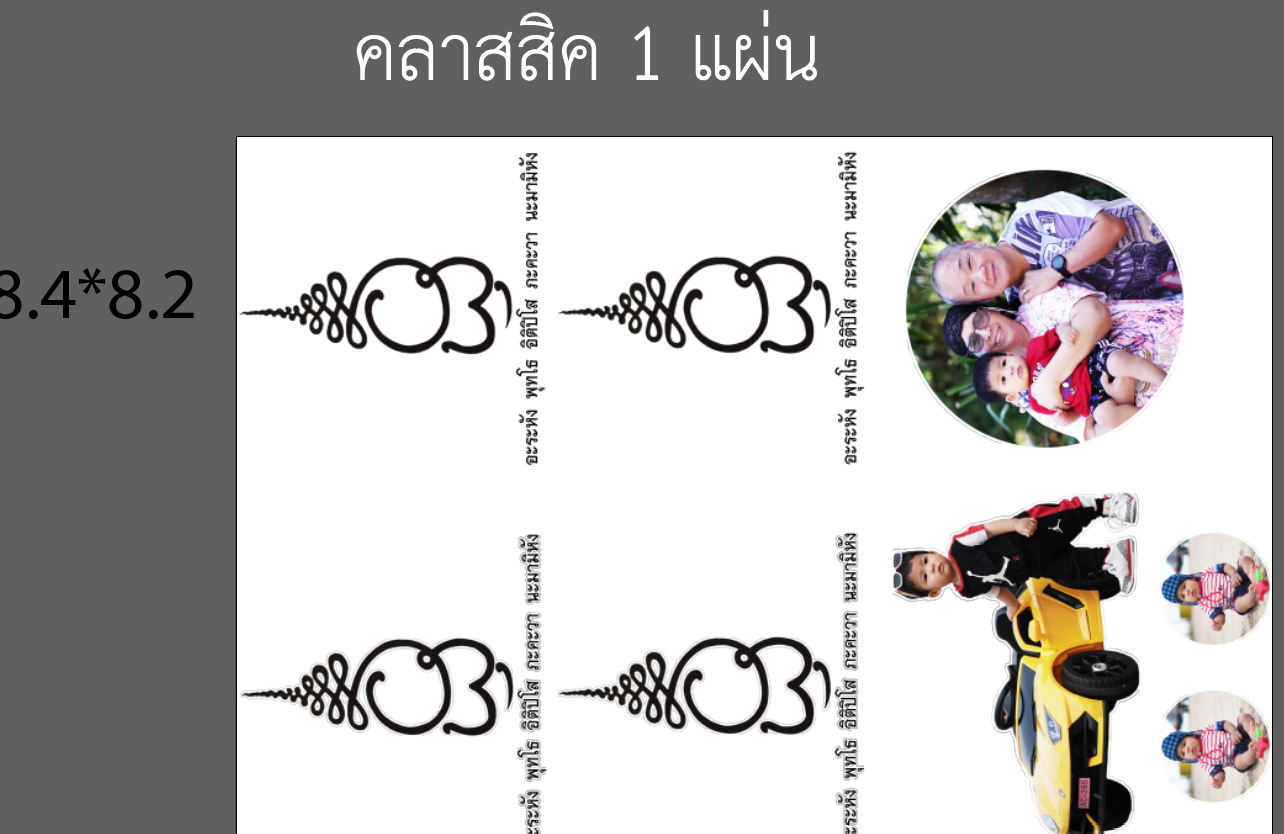 คลาสสิค 1 แผ่น
8.4*8.2
อะระหัง พุทโธ อิติปิโส ภะคะวา นะมามิหัง
อะระหัง พุทโธ อิติปิโส ภะคะวา นะมามิหัง
ะระหัง พุทโธ อิติปิโส ภะคะวา นะมามิหัง
ะระหัง พุทโธ อิติปิโส ภะคะวา นะมามิหัง